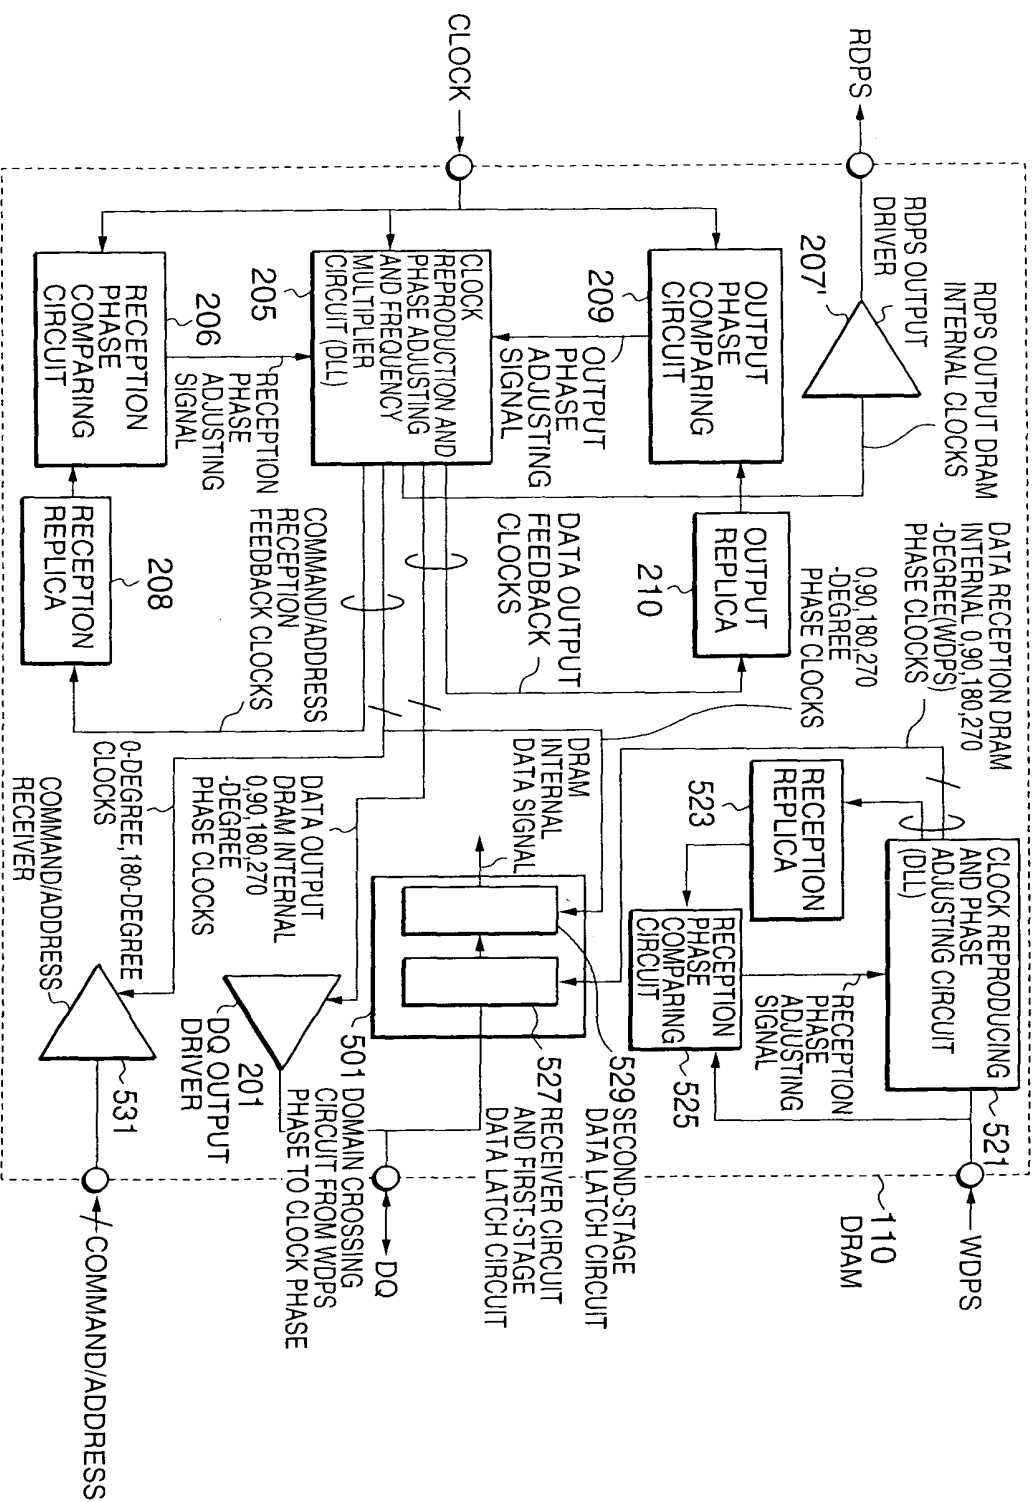 RDPS
CLOCK
RDPS OUTPUT DRAM
INTERNAL CLOCKS
RDPS OUTPUT
DRIVER
207'
OUTPUT
PHASE
COMPARING
CIRCUIT
209
OUTPUT
PHASE
ADJUSTING
SIGNAL
CLOCK
REPRODUCTION AND
PHASE ADJUSTING
AND FREQUENCY
MULTIPLIER
CIRCUIT (DLL)
205
RECEPTION
PHASE
ADJUSTING
SIGNAL
206
RECEPTION
PHASE
COMPARING
CIRCUIT
OUTPUT
REPLICA
210
DATA OUTPUT
FEEDBACK
CLOCKS
COMMAND/ADDRESS
RECEPTION
FEEDBACK CLOCKS
208
RECEPTION
REPLICA
DATA RECEPTION DRAM
INTERNAL 0,90,180,270
-DEGREE(WDPS)
PHASE CLOCKS
0,90,180,270
-DEGREE
PHASE CLOCKS
RECEPTION
REPLICA
523
DRAM
INTERNAL
DATA SIGNAL
DATA OUTPUT
DRAM INTERNAL
0,90,180,270
-DEGREE
PHASE CLOCKS
0-DEGREE,180-DEGREE
CLOCKS
COMMAND/ADDRESS
RECEIVER
CLOCK REPRODUCING
AND PHASE
ADJUSTING CIRCUIT
(DLL)
521
RECEPTION
PHASE
ADJUSTING
SIGNAL
RECEPTION
PHASE
COMPARING
CIRCUIT
525
529 SECOND-STAGE
DATA LATCH CIRCUIT
527 RECEIVER CIRCUIT
AND FIRST-STAGE
DATA LATCH CIRCUIT
501 DOMAIN CROSSING
CIRCUIT FROM WDPS
PHASE TO CLOCK PHASE
201
DQ OUTPUT
DRIVER
531
WDPS
110
DRAM
DQ
COMMAND/ADDRESS